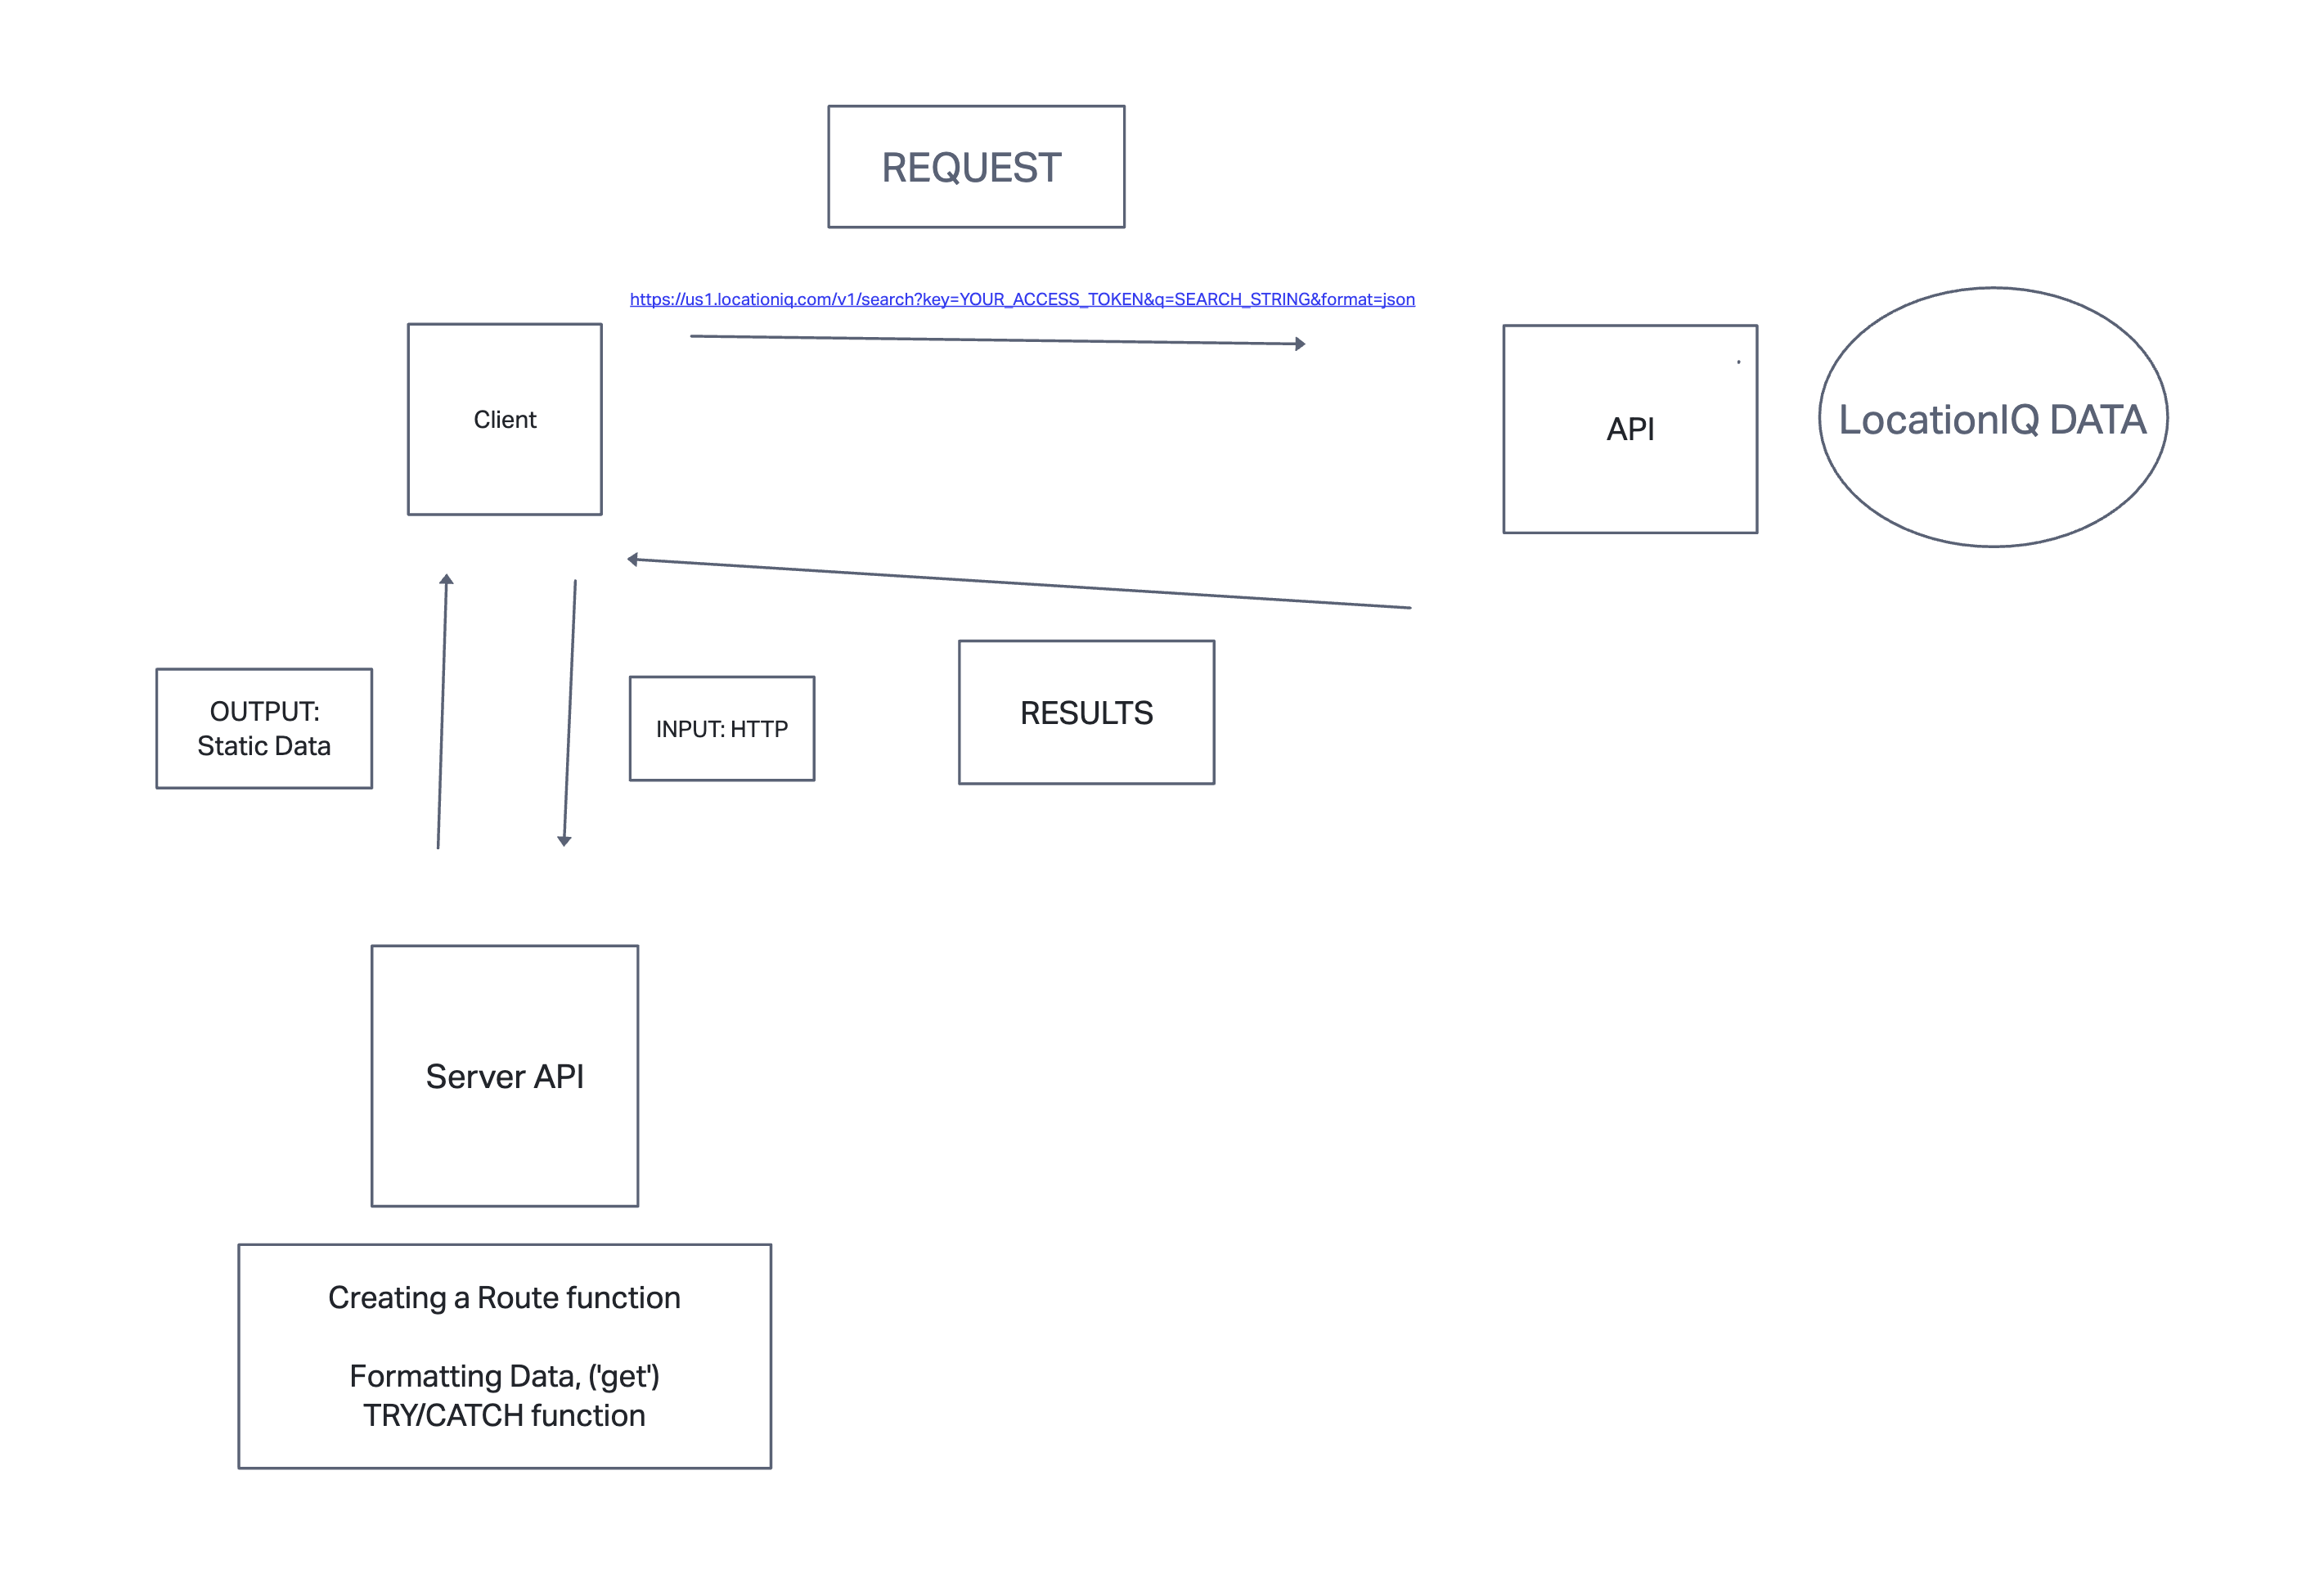 REQUEST
https://us1.locationiq.com/v1/search?key=YOUR_ACCESS_TOKEN&q=SEARCH_STRING&format=json
Client
API
LocationIQ DATA
OUTPUT:
Static Data
INPUT: HTTP
RESULTS
Server API
Creating a Route function
Formatting Data, ('get')
TRY/CATCH function